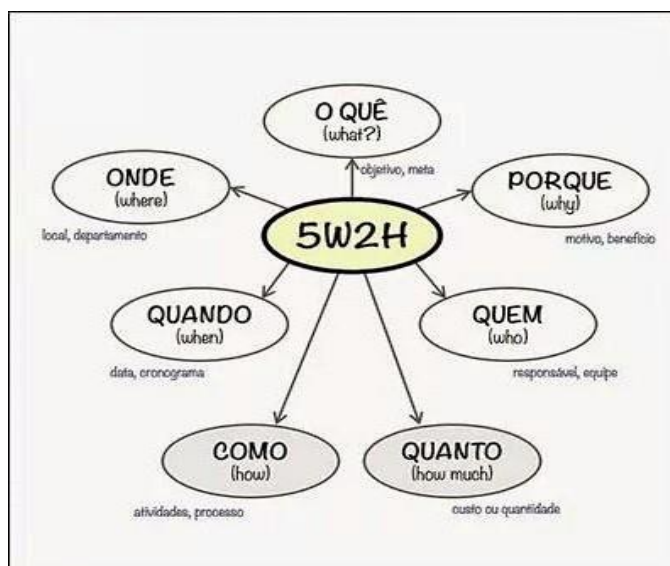 O QUÊ
(what?)
objetivo, meta
ONDE
(where)
local, departamento
PORQUE
(why)
motivo, benefício
5W2H
QUANDO
(when)
data, cronograma
QUEM
(who)
responsável, equipe
COMO
(how)
atividades, processo
QUANTO
(how much)
custo ou quantidade